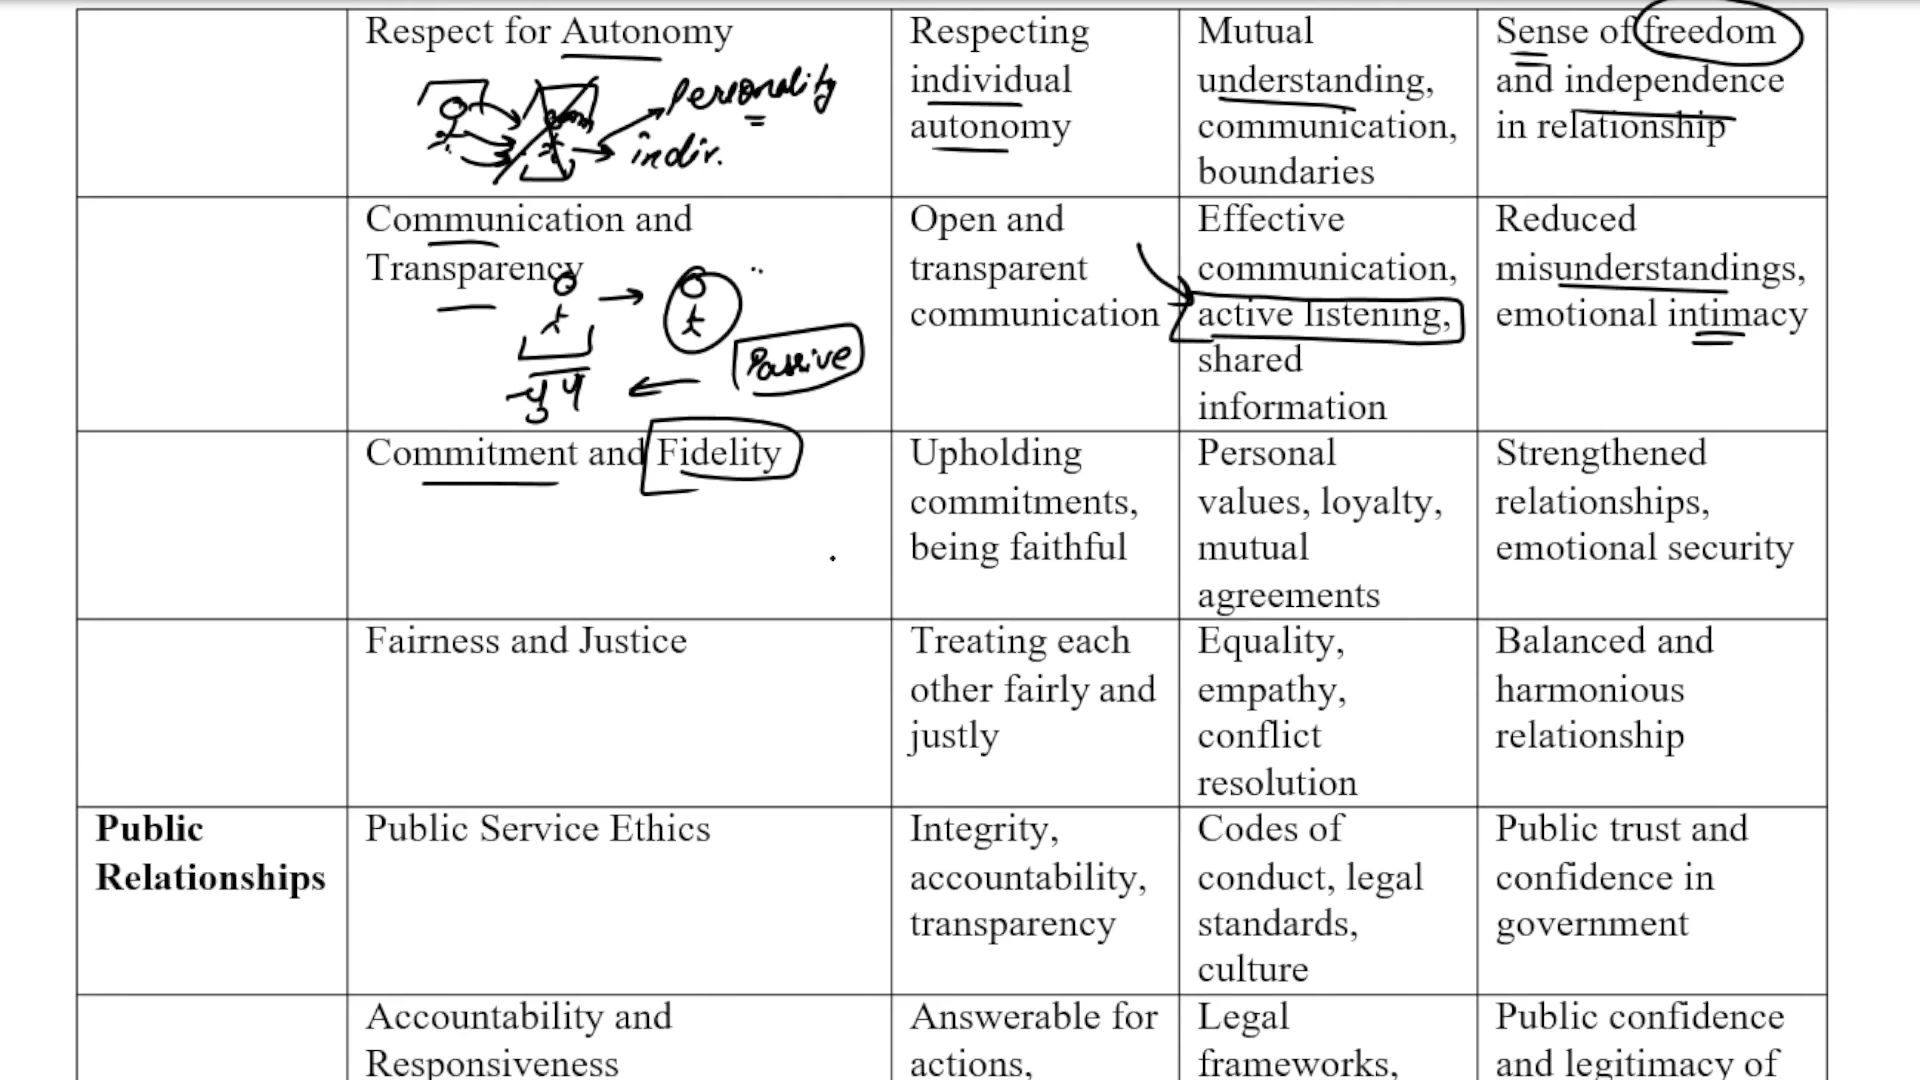 Respect for Autonomy
Personality
indiv.
Respecting
individual
autonomy
Mutual
understanding,
communication,
boundaries
Sense of freedom
and independence
in relationship
Communication and
Transparency
Passive
Open and
transparent
communication
Effective
communication,
active listening,
shared
information
Reduced
misunderstandings,
emotional intimacy
Commitment and Fidelity
Upholding
commitments,
being faithful
Personal
values, loyalty,
mutual
agreements
Strengthened
relationships,
emotional security
Fairness and Justice
Treating each
other fairly and
justly
Equality,
empathy,
conflict
resolution
Balanced and
harmonious
relationship
Public
Relationships
Public Service Ethics
Integrity,
accountability,
transparency
Codes of
conduct, legal
standards,
culture
Public trust and
confidence in
government
Accountability and
Responsiveness
Answerable for
actions,
Legal
frameworks,
Public confidence
and legitimacy of